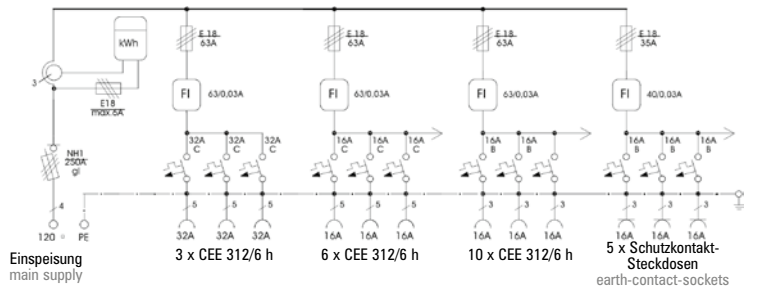 kWh
3
E18
max.6A
NH1
250A
gl
4
120 ▫
PE
Einspeisung
main supply
E 18
63A
FI
63/0,03A
32A
C
32A
C
32A
C
5
5
5
32A
32A
32A
3 x CEE 312/6 h
E 18
63A
FI
63/0,03A
16A
C
16A
C
16A
C
5
5
5
16A
16A
16A
6 x CEE 312/6 h
E 18
63A
FI
63/0,03A
16A
B
16A
B
16A
B
3
3
3
16A
16A
16A
10 x CEE 312/6 h
E 18
35A
FI
40/0,03A
16A
B
16A
B
16A
B
3
3
3
16A
16A
16A
5 x Schutzkontakt-
Steckdosen
earth-contact-sockets